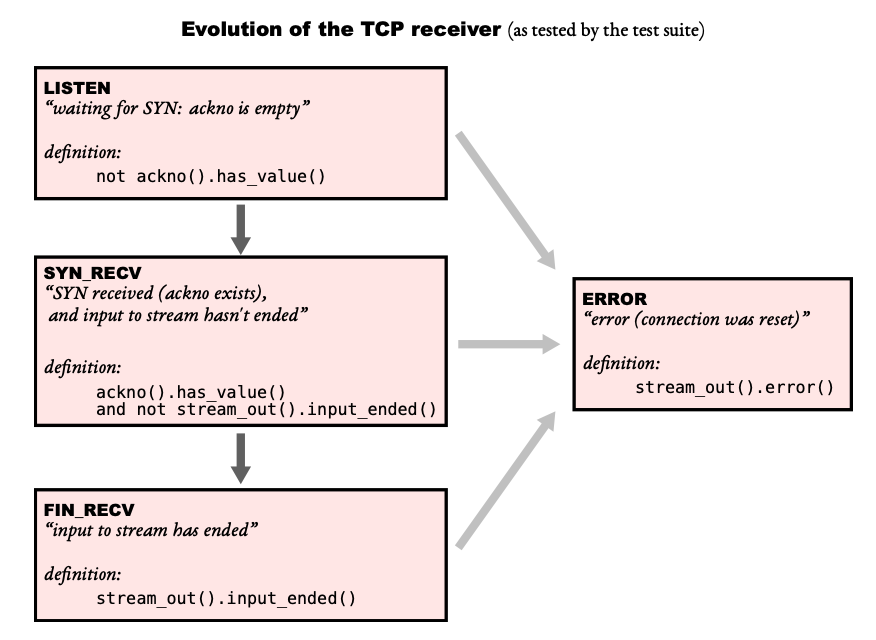 Evolution of the TCP receiver (as tested by the test suite)
LISTEN
“waiting for SYN: ackno is empty”
definition:
not ackno().has_value()
SYN_RECV
“SYN received (ackno exists),
and input to stream hasn't ended”
definition:
ackno().has_value()
and not stream_out().input_ended()
FIN_RECV
“input to stream has ended”
definition:
stream_out().input_ended()
ERROR
“error (connection was reset)”
definition:
stream_out().error()